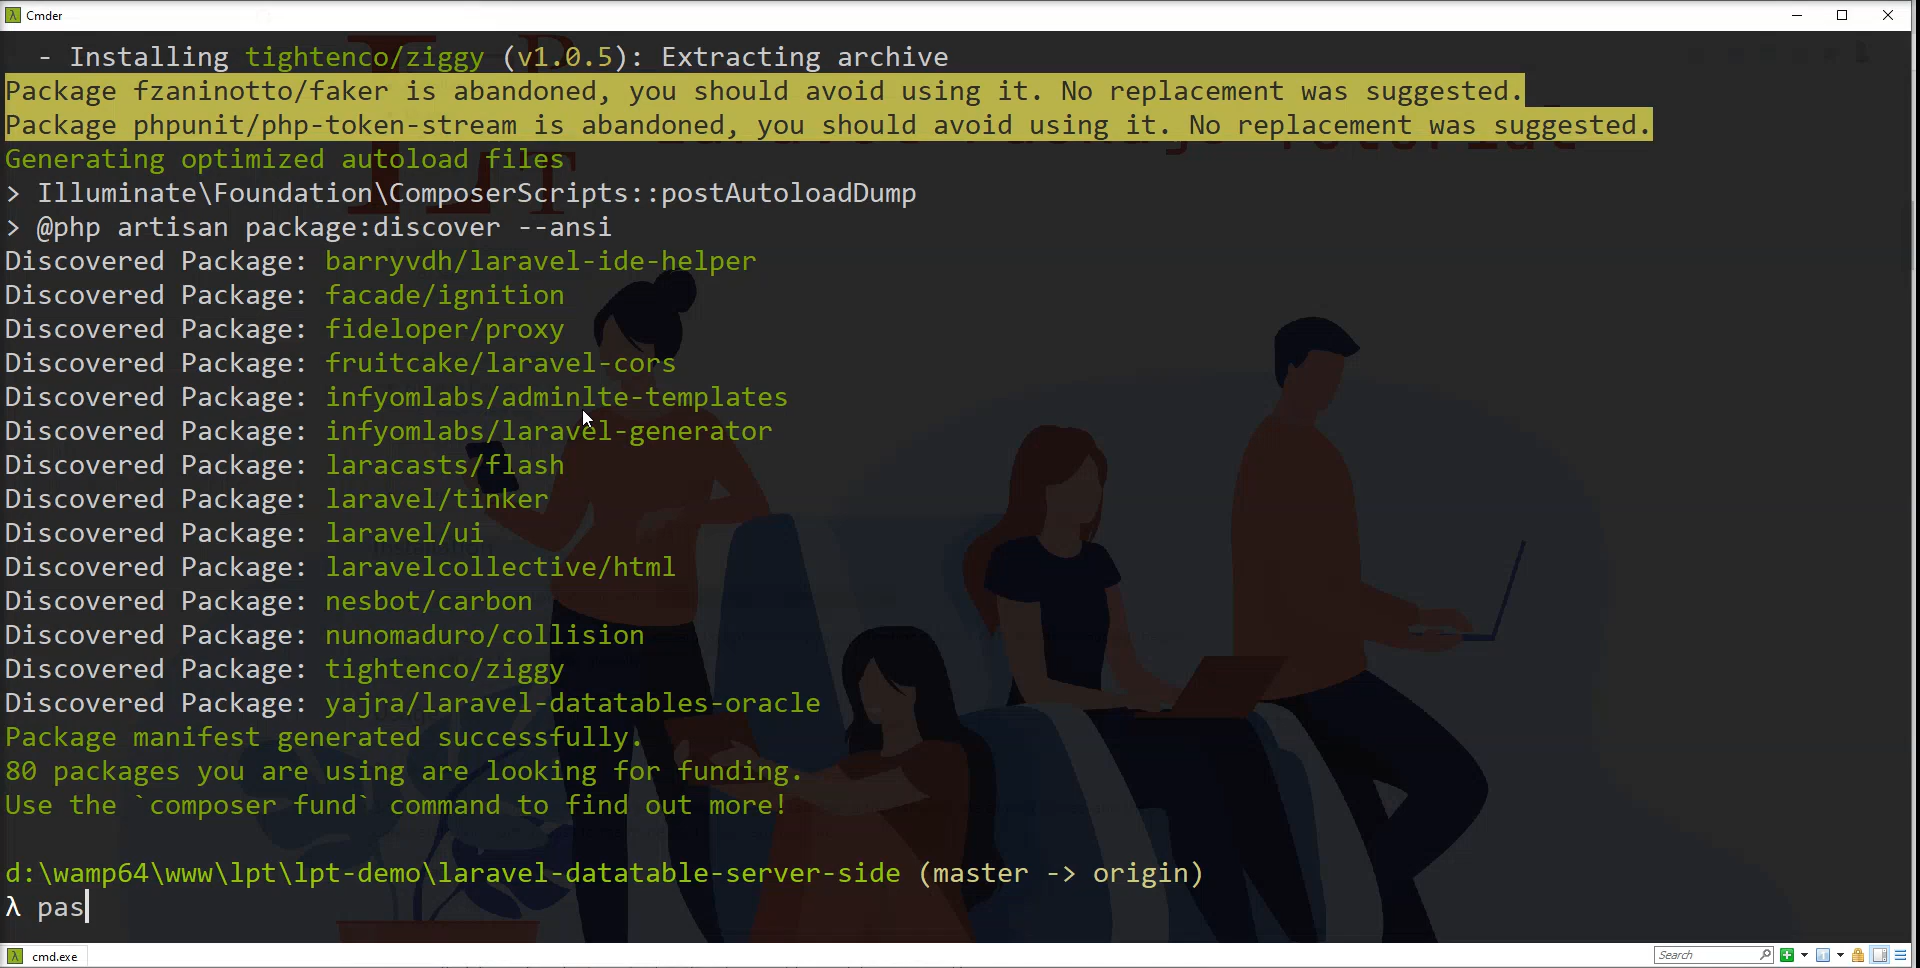 Cmder
- Installing tightenco/ziggy (v1.0.5): Extracting archive
Package fzaninotto/faker is abandoned, you should avoid using it. No replacement was suggested.
Package phpunit/php-token-stream is abandoned, you should avoid using it. No replacement was suggested.
Generating optimized autoload files
> Illuminate\Foundation\ComposerScripts::postAutoloadDump
> @php artisan package:discover --ansi
Discovered Package: barryvdh/laravel-ide-helper
Discovered Package: facade/ignition
Discovered Package: fideloper/proxy
Discovered Package: fruitcake/laravel-cors
Discovered Package: infyomlabs/adminlte-templates
Discovered Package: infyomlabs/laravel-generator
Discovered Package: laracasts/flash
Discovered Package: laravel/tinker
Discovered Package: laravel/ui
Discovered Package: laravelcollective/html
Discovered Package: nesbot/carbon
Discovered Package: nunomaduro/collision
Discovered Package: tightenco/ziggy
Discovered Package: yajra/laravel-datatables-oracle
Package manifest generated successfully.
80 packages you are using are looking for funding.
Use the `composer fund` command to find out more!
d:\wamp64\www\lpt\lpt-demo\laravel-datatable-server-side (master -> origin)
λ pas
cmd.exe
Search